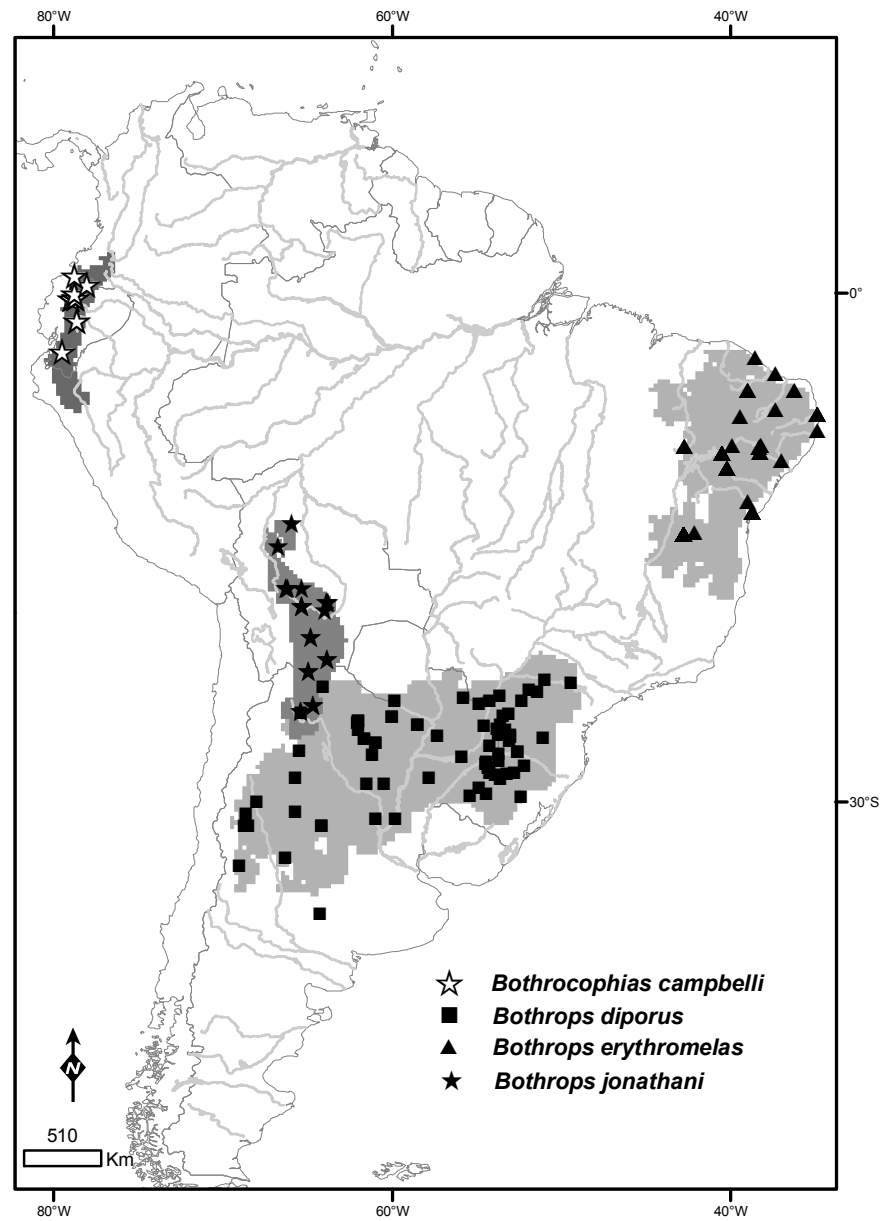 80°W 60°W 40°W
0°
30°S
Bothrocophias campbelli
Bothrops diporus
Bothrops erythromelas
Bothrops jonathani
N
510
Km
80°W 60°W 40°W